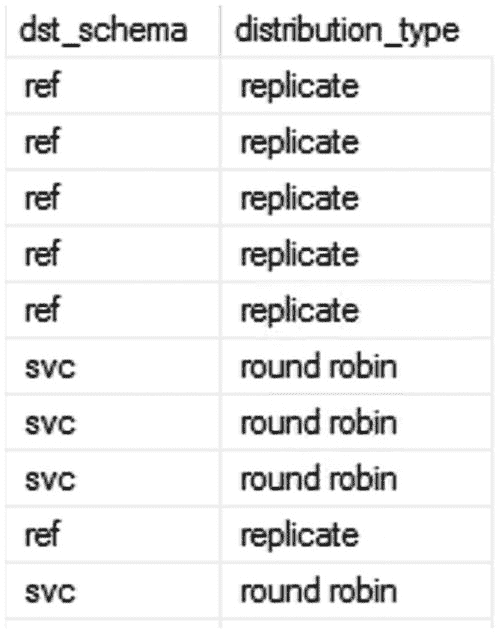 dst_schema distribution_type
ref replicate
ref replicate
ref replicate
ref replicate
ref replicate
svc round robin
svc round robin
svc round robin
ref replicate
svc round robin